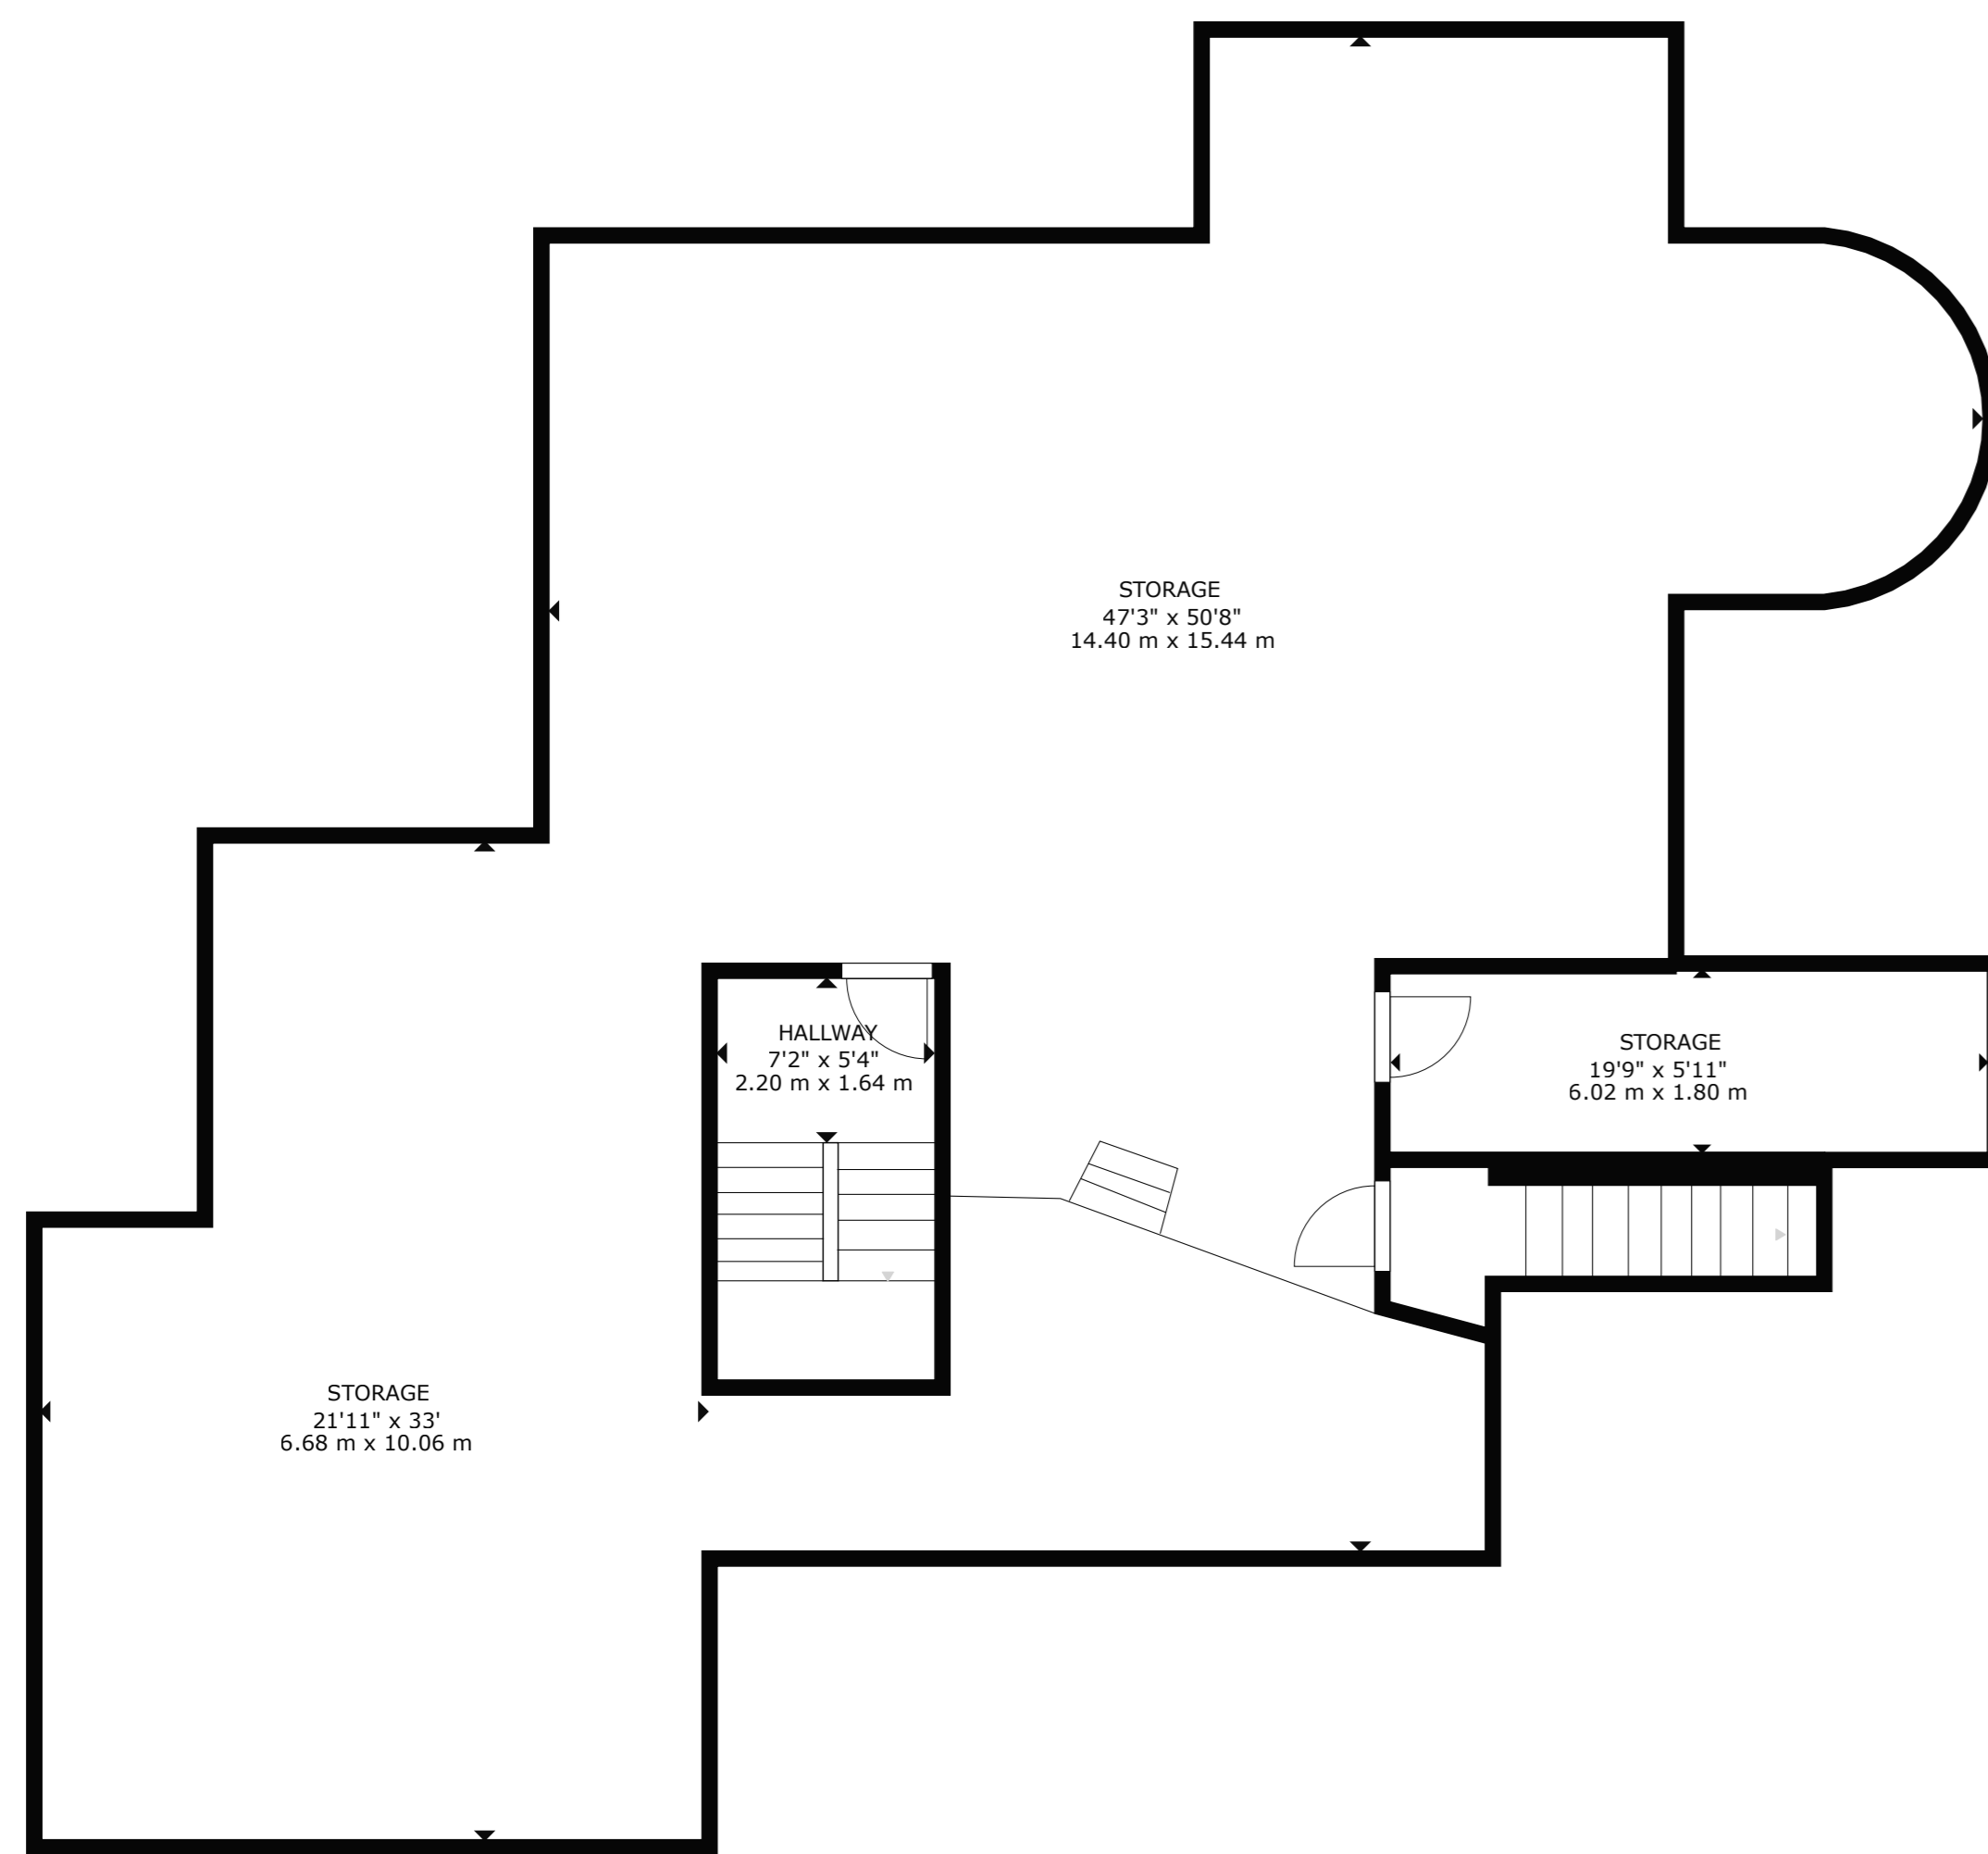 STORAGE
47'3" x 50'8"
14.40 m x 15.44 m
HALLWAY
7'2" x 5'4"
2.20 m x 1.64 m
STORAGE
19'9" x 5'11"
6.02 m x 1.80 m
STORAGE
21'11" x 33'
6.68 m x 10.06 m